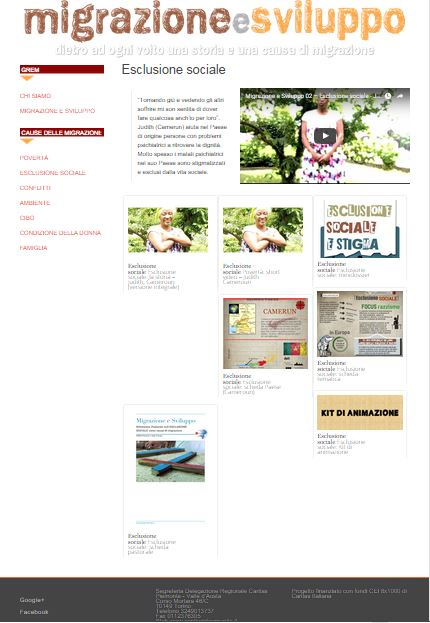 migrazioneesviluppo
dietro ad ogni volto una storia e una causa di migrazione
GREM
CHI SIAMO
MIGRAZIONE E SVILUPPO
CAUSE DELLE MIGRAZIONI:
POVERTÀ
ESCLUSIONE SOCIALE
CONFLITTI
AMBIENTE
CIBO
CONDIZIONE DELLA DONNA
FAMIGLIA
Esclusione sociale
"Tornando giù e vedendo gli altri
soffrire mi son sentita di dover
fare qualcosa anch'io per loro".
Judith (Camerun) aiuta nel Paese
di origine persone con problemi
psichiatrici a ritrovare la dignità.
Molto spesso i malati psichiatrici
nel suo Paese sono stigmatizzati
e esclusi dalla vita sociale.
Migrazione e Sviluppo 02 – Esclusione sociale - J...
Esclusione
sociale Esclusione
sociale: la storia –
Judith, Camerun
(versione integrale)
Esclusione
sociale Povertà: short
video – Judith
Camerun
ESCLUSIONE
SOCIALE
E STIGMA
Esclusione
sociale Esclusione
sociale:
CAMERUN
Esclusione
sociale Esclusione
sociale: scheda Paese
(Camerun)
Esclusione SOCIALE
FOCUS razzismo
in Europa
Esclusione
sociale Esclusione
sociale: scheda
tematica
KIT DI ANIMAZIONE
Esclusione
sociale Esclusione
sociale: Kit di
animazione
Migrazione e Sviluppo
Esclusione
sociale Esclusione
sociale: scheda
pastorale
Google+
Facebook
Segreteria Delegazione Regionale Caritas
Piemonte - Valle d'Aosta
Corso Mortara 46/C
10149 Torino
Telefono 3249013737
Fax 0112376305
Progetto finanziato con fondi CEI 8x1000 di
Caritas Italiana